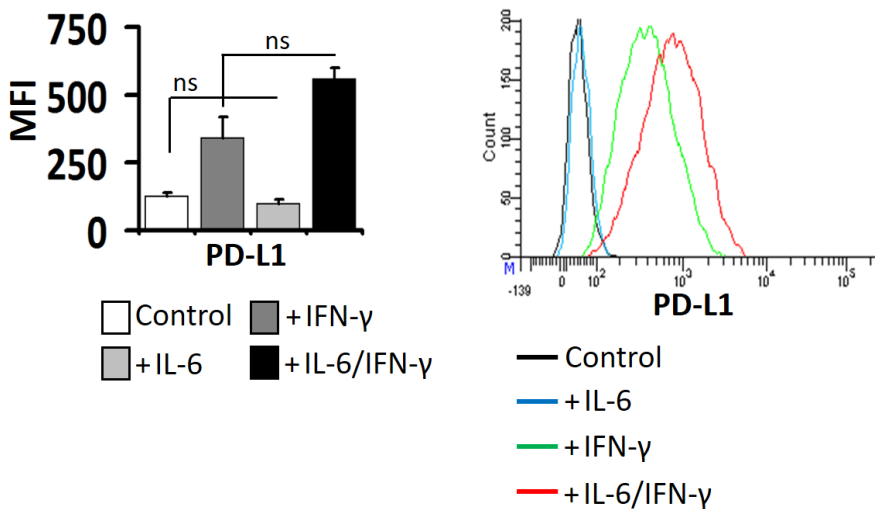 750
500
250
0
MFI
ns
ns
PD-L1
Control
+IFN-γ
+IL-6
+IL-6/IFN-γ
200
150
100
50
0
Count
M
-139
0
10²
10³
10⁴
10⁵
PD-L1
Control
+IL-6
+IFN-γ
+IL-6/IFN-γ